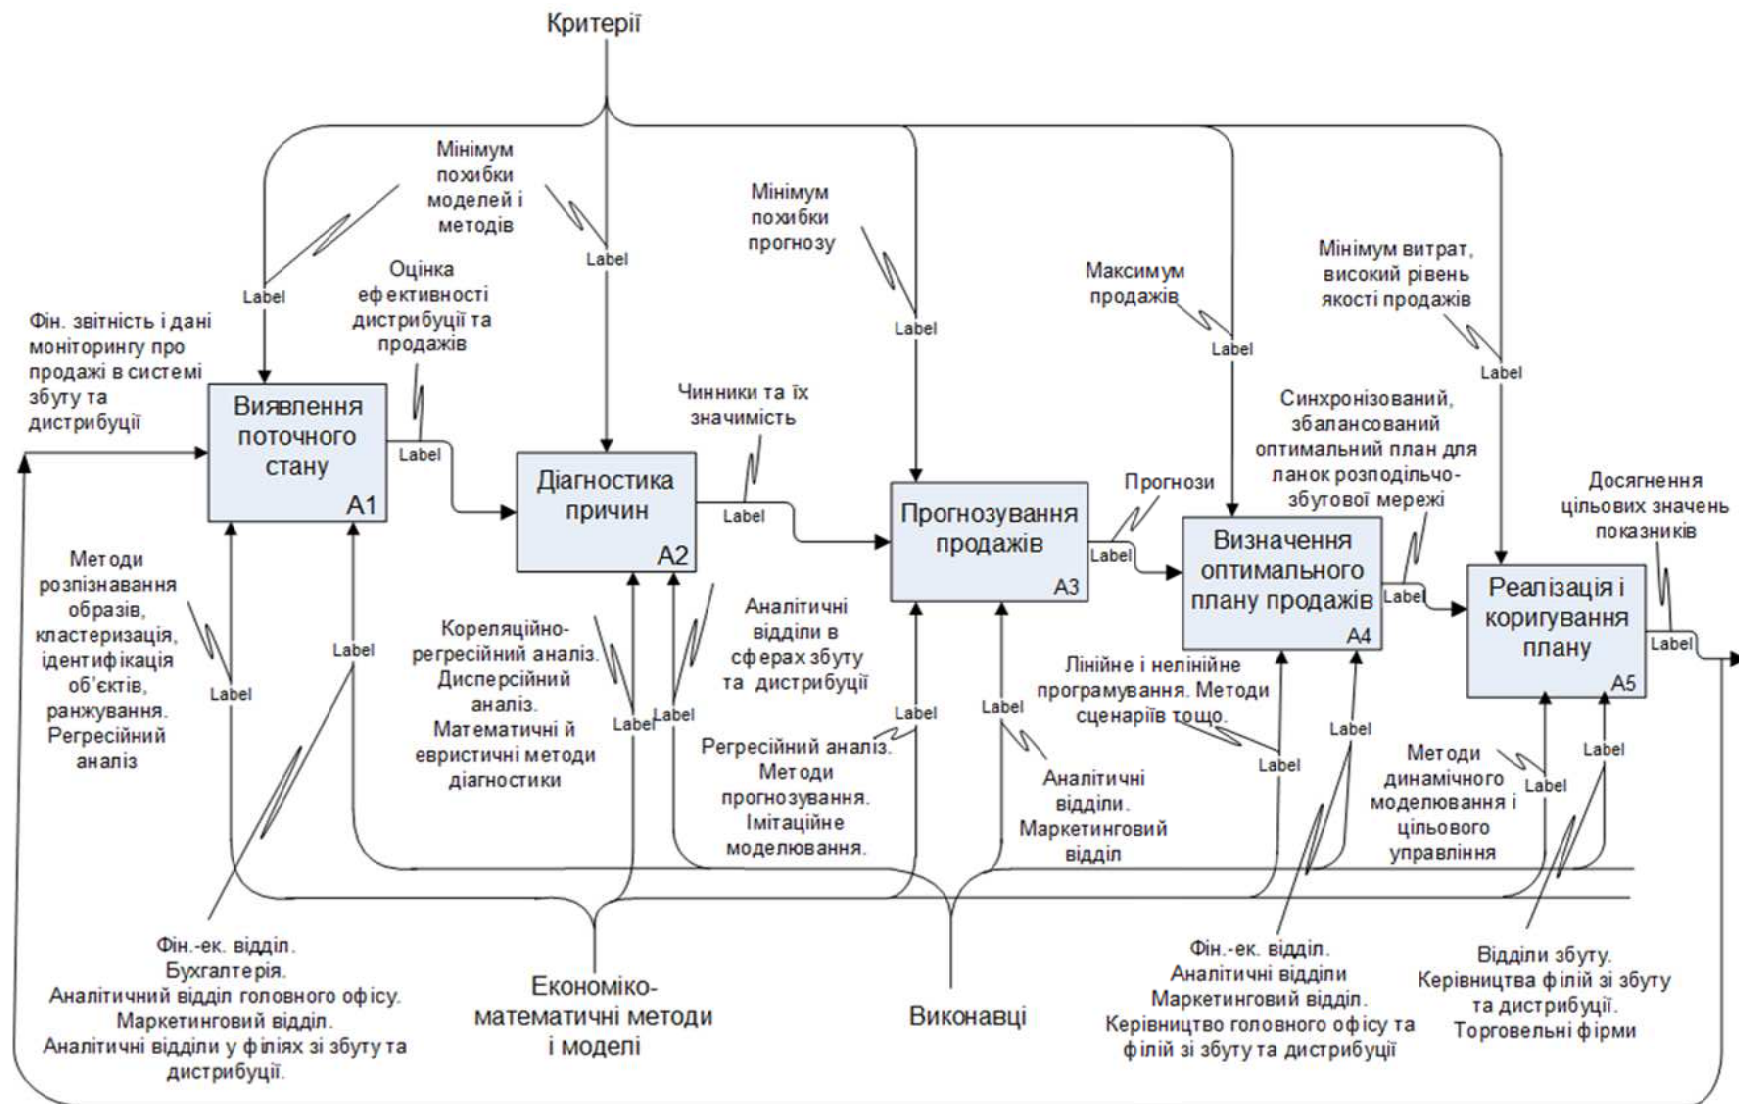 Критерії
Мінімум
похибки
моделей і
методів
Label
Label
Мінімум
похибки
прогнозу
Label
Максимум
продажів
Label
Мінімум витрат,
високий рівень
якості продажів
Label
Фін. звітність і дані
моніторингу про
продажі в системі
збуту та
дистрибуції
Оцінка
ефективності
дистрибуції та
продажів
Label
Виявлення
поточного
стану
A1
Чинники та їх
значимість
Label
Діагностика
причин
A2
Прогнозування
продажів
A3
Прогнози
Label
Синхронізований,
збалансований
оптимальний план для
ланок розподільчо-
збутової мережі
Label
Визначення
оптимального
плану продажів
A4
Досягнення
цільових значень
показників
Label
Реалізація і
коригування
плану
A5
Методи
розпізнавання
образів,
кластеризація,
ідентифікація
об'єктів,
ранжування.
Регресійний
аналіз
Label
Label
Кореляційно-
регресійний аналіз.
Дисперсійний
аналіз.
Математичні й
евристичні методи
діагностики
Label
Label
Аналітичні
відділи в
сферах збуту
та дистрибуції
Label
Регресійний аналіз.
Методи
прогнозування.
Імітаційне
моделювання.
Label
Аналітичні
відділи.
Маркетинговий
відділ
Лінійне і нелінійне
програмування. Методи
сценаріїв тощо.
Label
Label
Методи
динамічного
моделювання і
цільового
управління
Label
Label
Фін.-ек. відділ.
Бухгалтерія.
Аналітичний відділ головного офісу.
Маркетинговий відділ.
Аналітичні відділи у філіях зі збуту та
дистрибуції.
Економіко-
математичні методи
і моделі
Виконавці
Фін.-ек. відділ.
Аналітичні відділи
Маркетинговий відділ.
Керівництво головного офісу та
філій зі збуту та дистрибуції
Відділи збуту.
Керівництва філій зі збуту
та дистрибуції.
Торговельні фірми